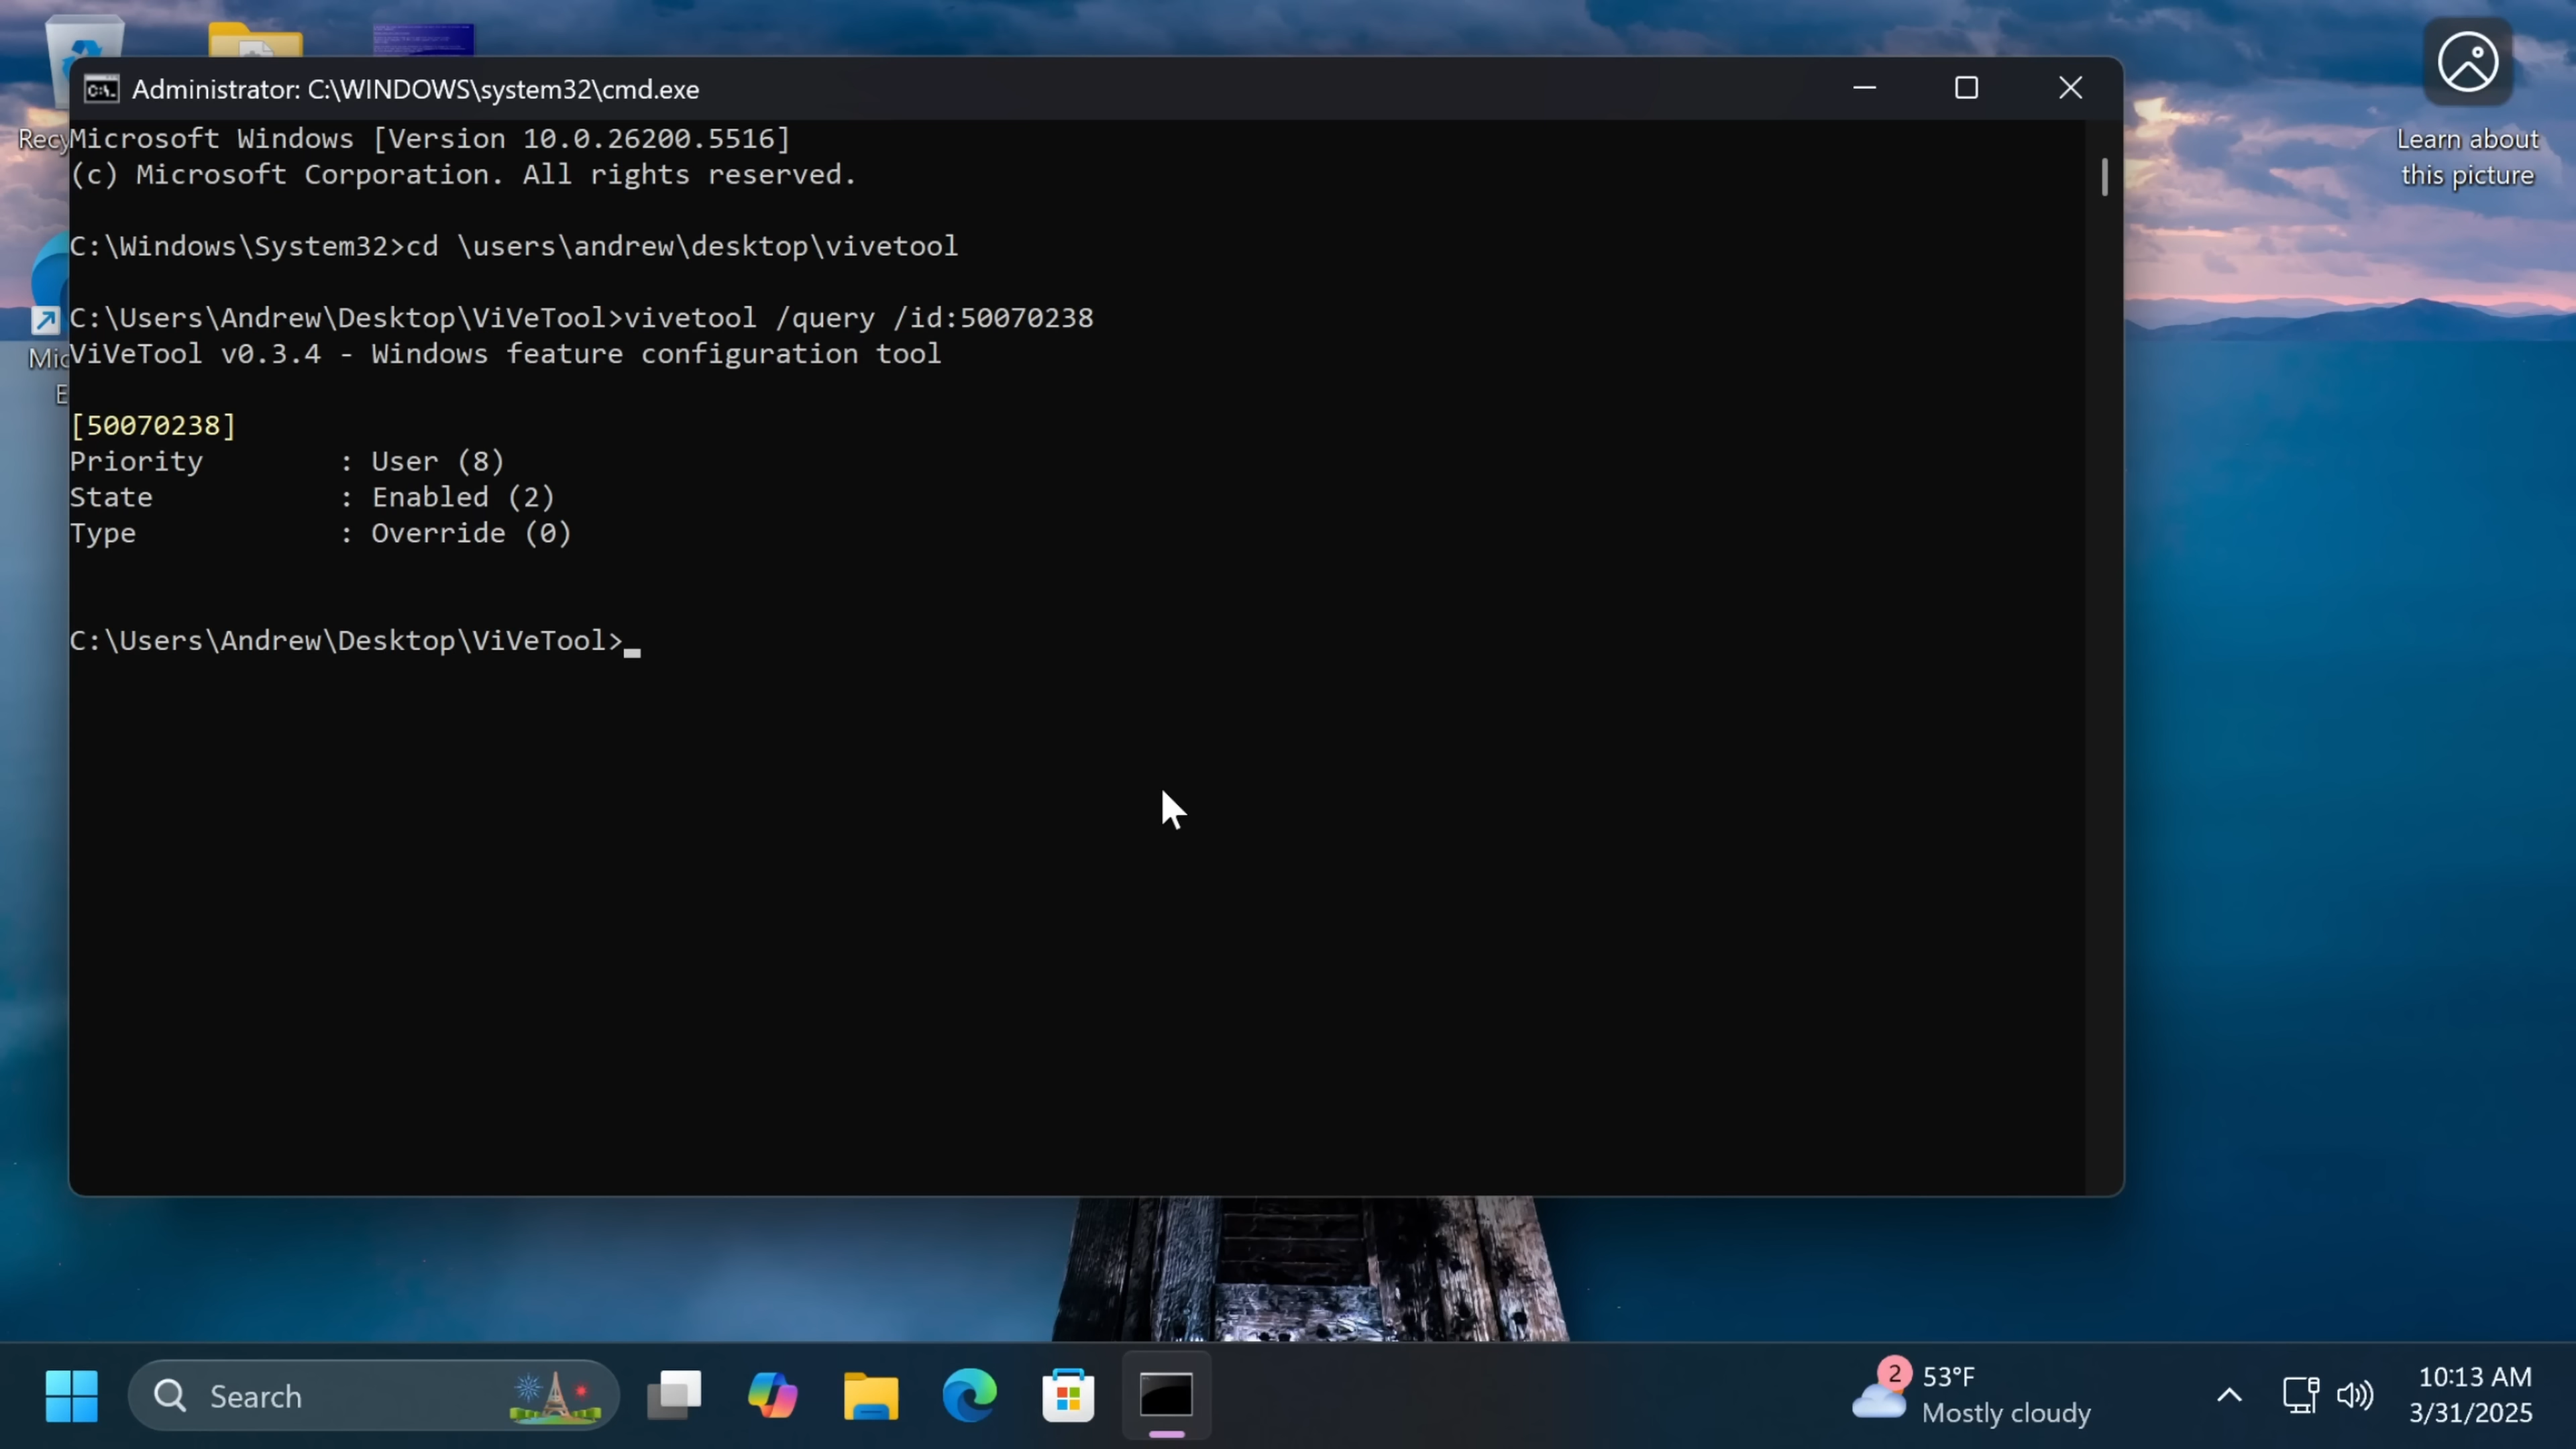 Administrator: C:\WINDOWS\system32\cmd.exe
Microsoft Windows [Version 10.0.26200.5516]
(c) Microsoft Corporation. All rights reserved.
C:\Windows\System32>cd \users\andrew\desktop\vivetool
C:\Users\Andrew\Desktop\ViVeTool>vivetool /query /id:50070238
ViVeTool v0.3.4 - Windows feature configuration tool
[50070238]
Priority : User (8)
State : Enabled (2)
Type : Override (0)
C:\Users\Andrew\Desktop\ViVeTool>
Recy
Mic
E
Learn about
this picture
Search
2
53°F
Mostly cloudy
10:13 AM
3/31/2025